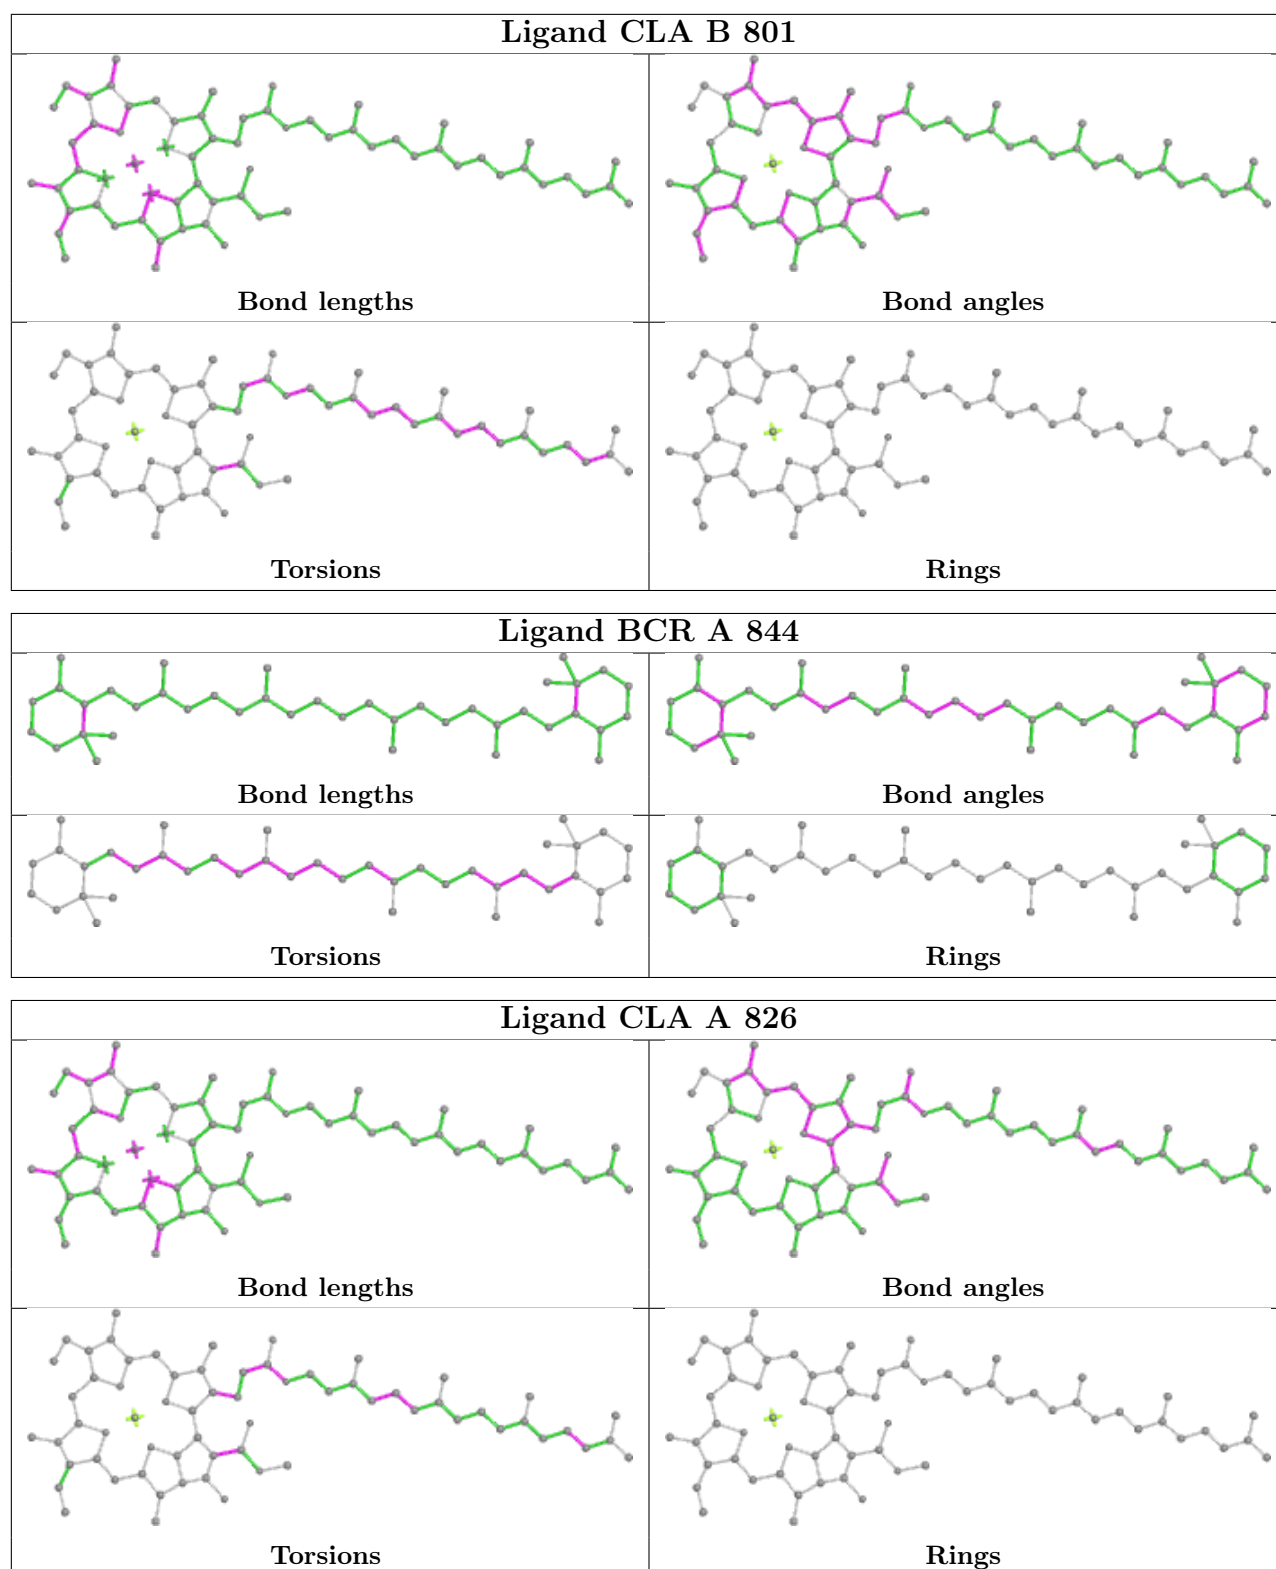 Ligand CLA B 801
Bond lengths
Bond angles
Torsions
Rings
Ligand BCR A 844
Bond lengths
Bond angles
Torsions
Rings
Ligand CLA A 826
Bond lengths
Bond angles
Torsions
Rings